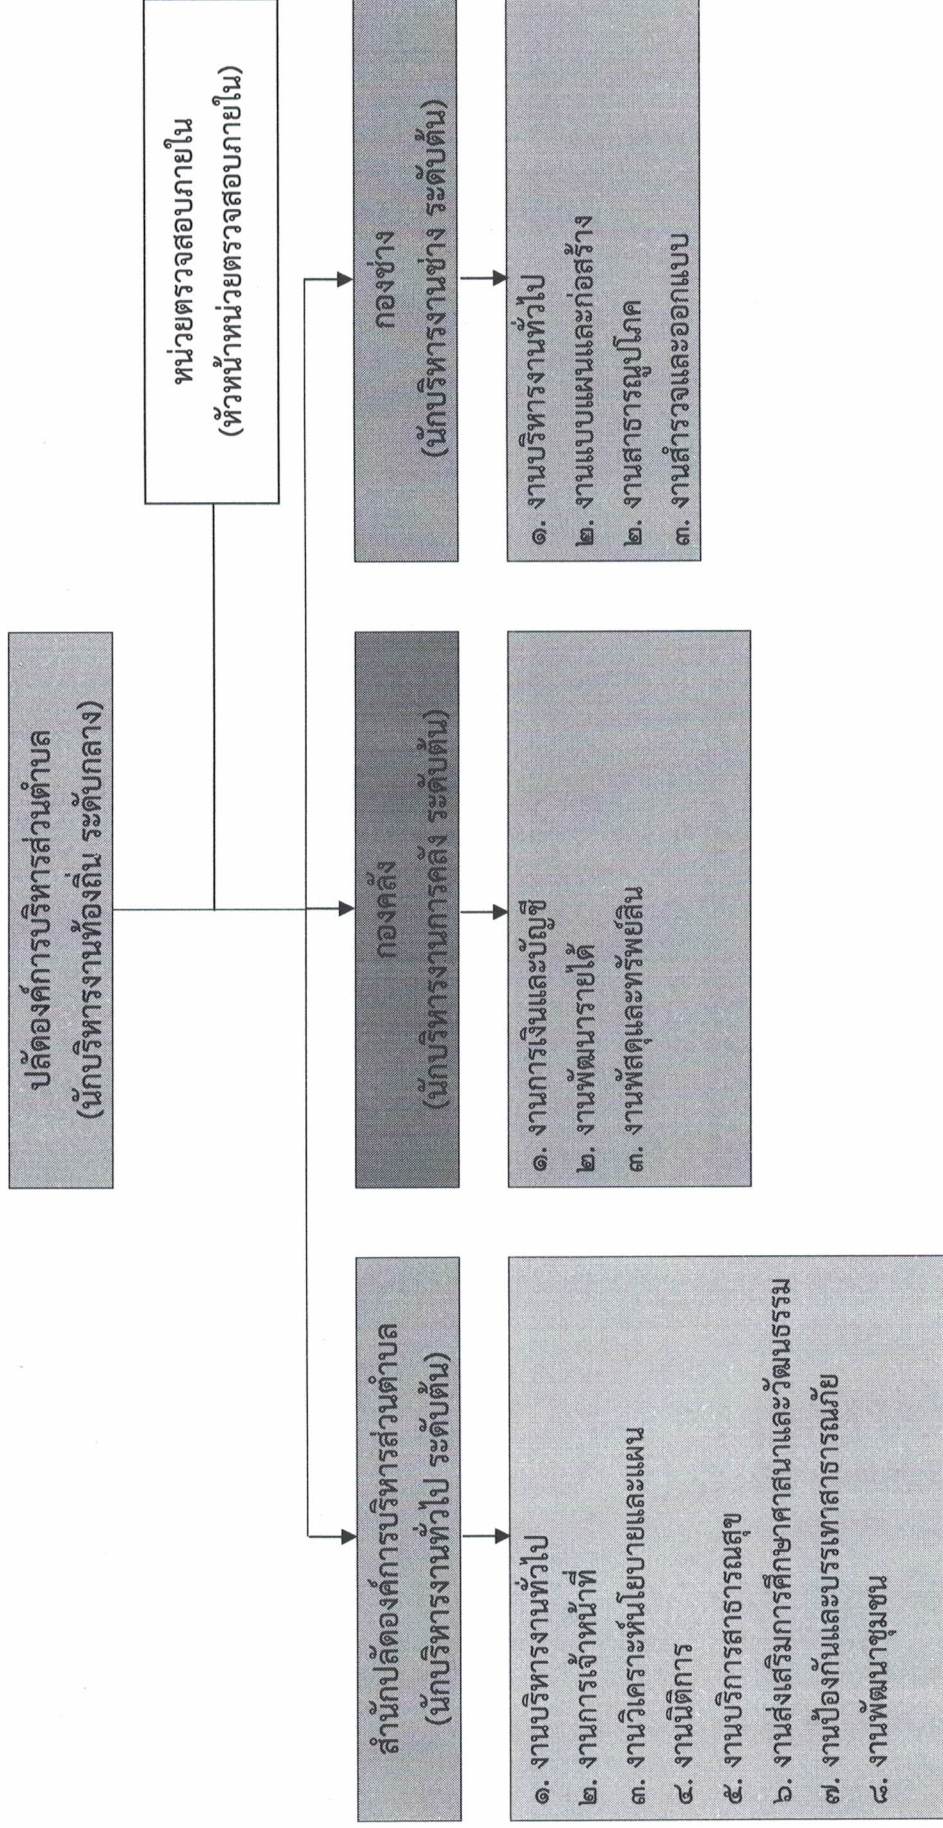 ปลัดองค์การบริหารส่วนตำบล
(นักบริหารงานท้องถิ่น ระดับกลาง)
หน่วยตรวจสอบภายใน
(หัวหน้าหน่วยตรวจสอบภายใน)
สำนักปลัดองค์การบริหารส่วนตำบล
(นักบริหารงานทั่วไป ระดับต้น)
๑. งานบริหารงานทั่วไป
๒. งานการเจ้าหน้าที่
๓. งานวิเคราะห์นโยบายและแผน
๔. งานนิติการ
๕. งานบริการสาธารณสุข
๖. งานส่งเสริมการศึกษาศาสนาและวัฒนธรรม
๗. งานป้องกันและบรรเทาสาธารณภัย
๘. งานพัฒนาชุมชน
กองคลัง
(นักบริหารงานการคลัง ระดับต้น)
๑. งานการเงินและบัญชี
๒. งานพัฒนารายได้
๓. งานพัสดุและทรัพย์สิน
กองช่าง
(นักบริหารงานช่าง ระดับต้น)
๑. งานบริหารงานทั่วไป
๒. งานแบบแผนและก่อสร้าง
๒. งานสาธารณูปโภค
๓. งานสำรวจและออกแบบ